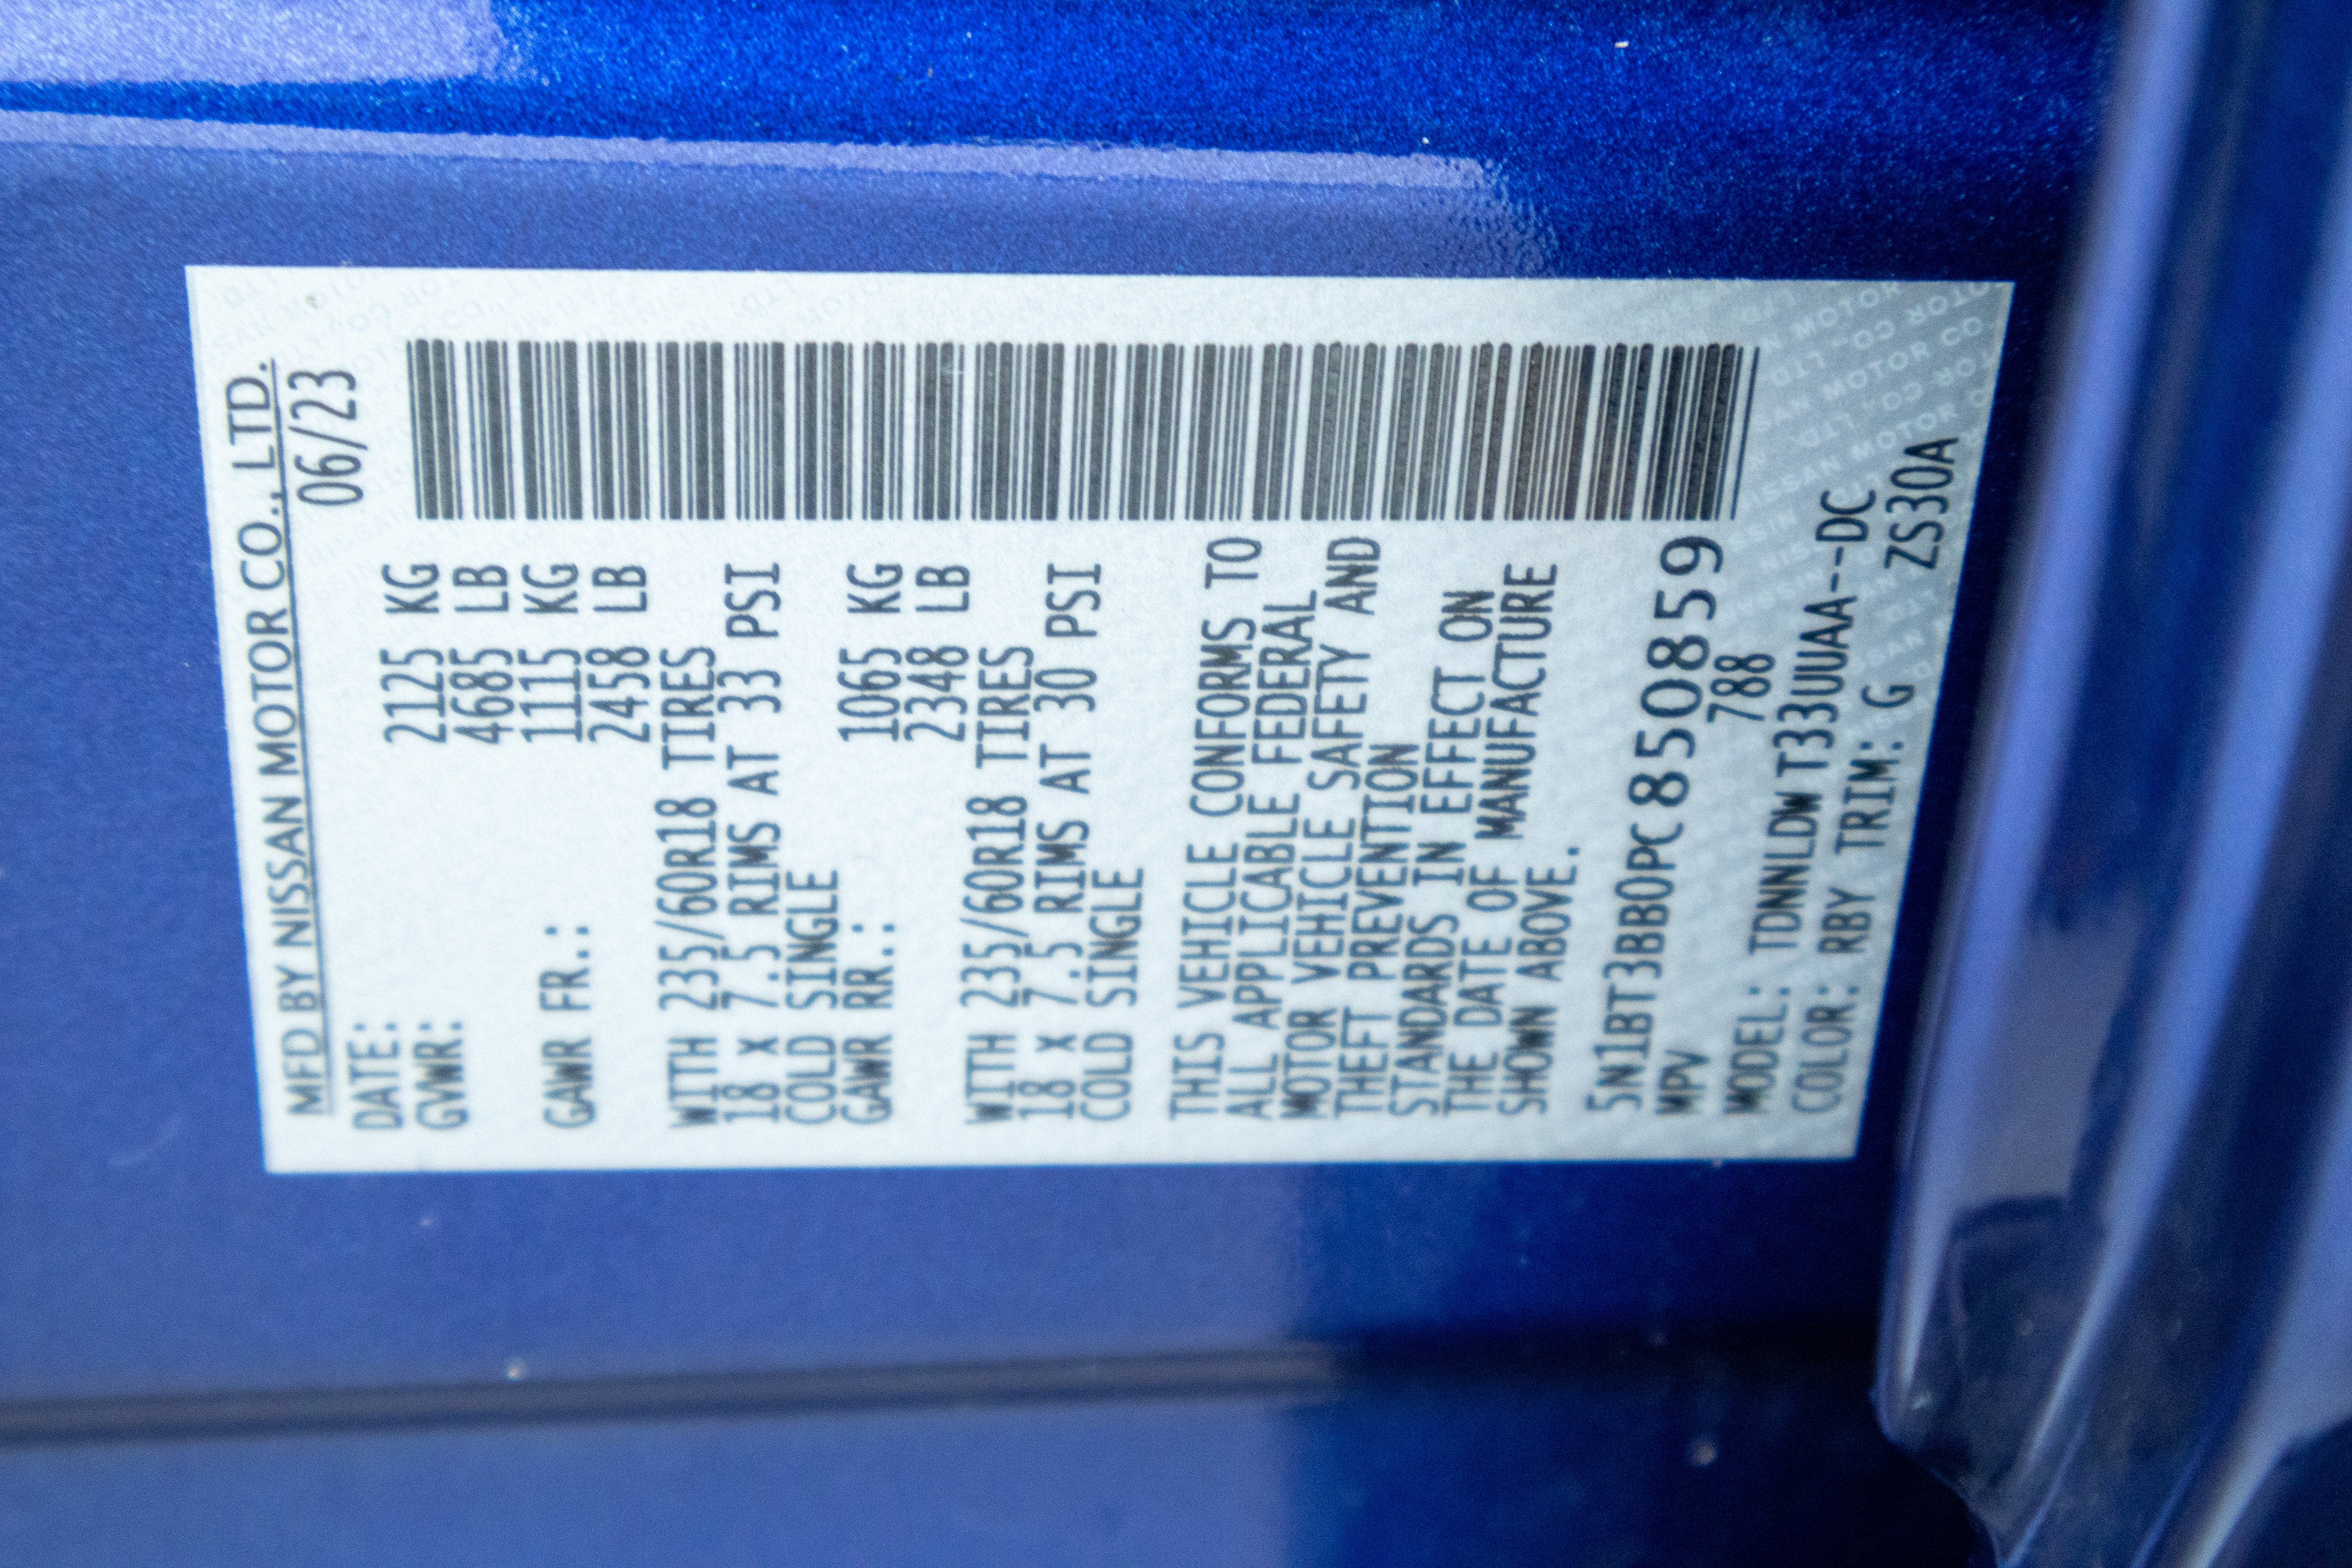 MFD BY NISSAN MOTOR CO., LTD.
DATE: 06/23
GVWR: 2125 KG
4685 LB
GAWR FR.: 1115 KG
2458 LB
WITH 235/60R18 TIRES
18 X 7.5 RIMS AT 33 PSI
COLD SINGLE
GAWR RR.: 1065 KG
2348 LB
WITH 235/60R18 TIRES
18 X 7.5 RIMS AT 30 PSI
COLD SINGLE
THIS VEHICLE CONFORMS TO
ALL APPLICABLE FEDERAL
MOTOR VEHICLE SAFETY AND
THEFT PREVENTION
STANDARDS IN EFFECT ON
THE DATE OF MANUFACTURE
SHOWN ABOVE.
5N1BT3BB0PC850859
MPV 788
MODEL: TDNNLDWT33UUAA--DC
COLOR: RBY TRIM: G ZS30A